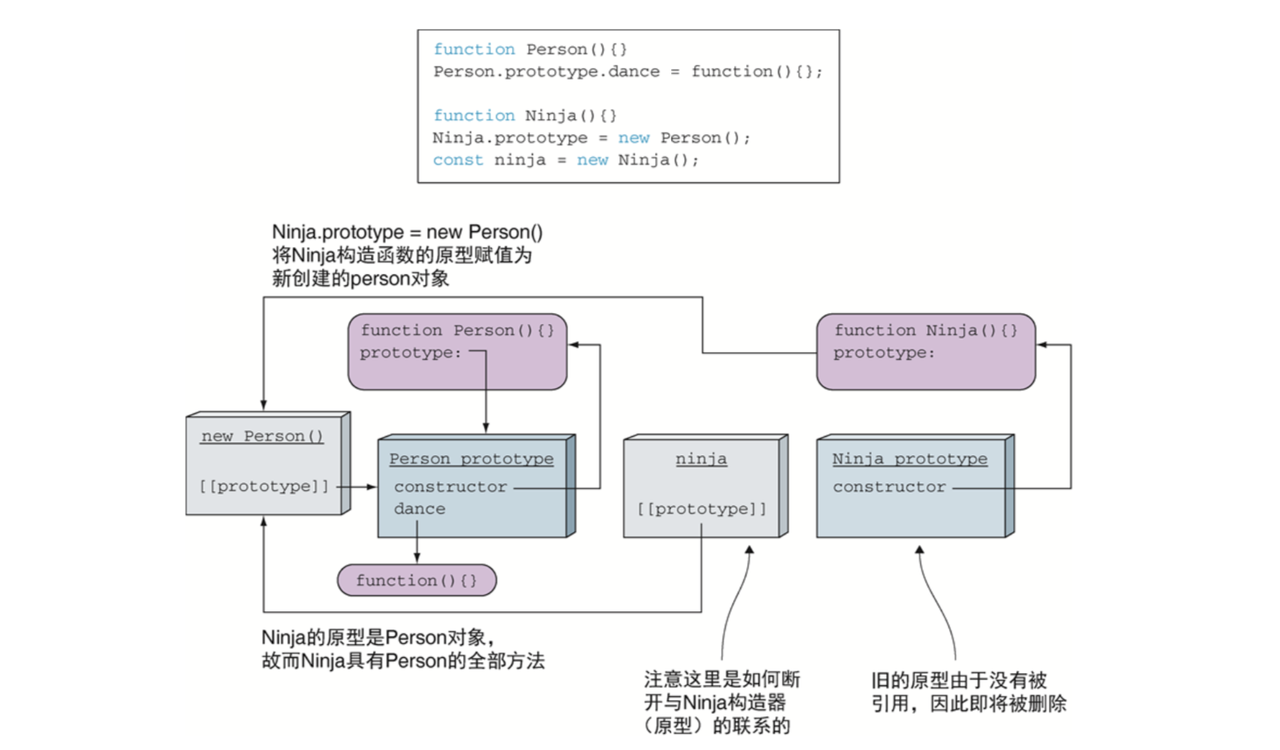 function Person(){}
Person.prototype.dance = function(){};
function Ninja(){}
Ninja.prototype = new Person();
const ninja = new Ninja();
Ninja.prototype = new Person()
将Ninja构造函数的原型赋值为
新创建的person对象
function Person(){}
prototype:
function Ninja(){}
prototype:
new Person()
[[prototype]]
Person prototype
constructor
dance
ninja
[[prototype]]
Ninja prototype
constructor
function(){}
Ninja的原型是Person对象，
故而Ninja具有Person的全部方法
注意这里是如何断
开与Ninja构造器
（原型）的联系的
旧的原型由于没有被
引用，因此即将被删除